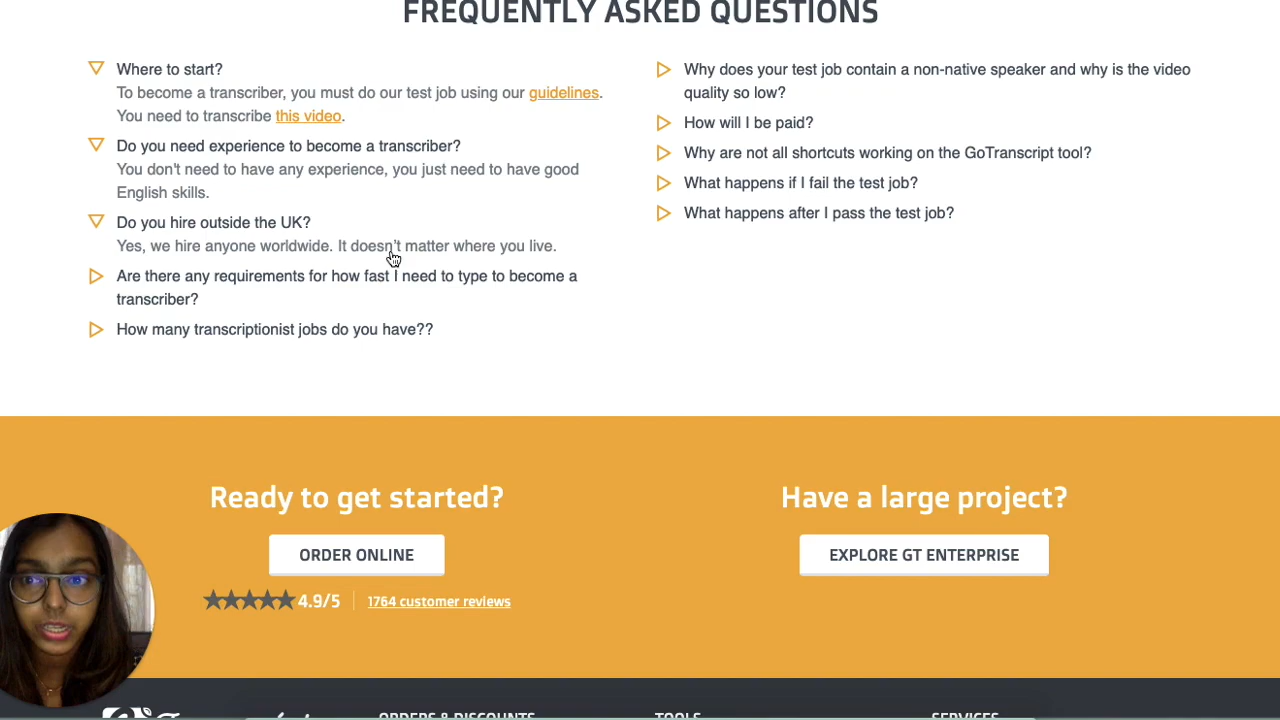 FREQUENTLY ASKED QUESTIONS
Where to start?
To become a transcriber, you must do our test job using our guidelines.
You need to transcribe this video.
Do you need experience to become a transcriber?
You don't need to have any experience, you just need to have good
English skills.
Do you hire outside the UK?
Yes, we hire anyone worldwide. It doesn't matter where you live.
Are there any requirements for how fast I need to type to become a
transcriber?
How many transcriptionist jobs do you have??
Why does your test job contain a non-native speaker and why is the video
quality so low?
How will I be paid?
Why are not all shortcuts working on the GoTranscript tool?
What happens if I fail the test job?
What happens after I pass the test job?
Ready to get started?
ORDER ONLINE
4.9/5
1764 customer reviews
Have a large project?
EXPLORE GT ENTERPRISE
ORDERS & DISCOUNTS
TOOLS
SERVICES